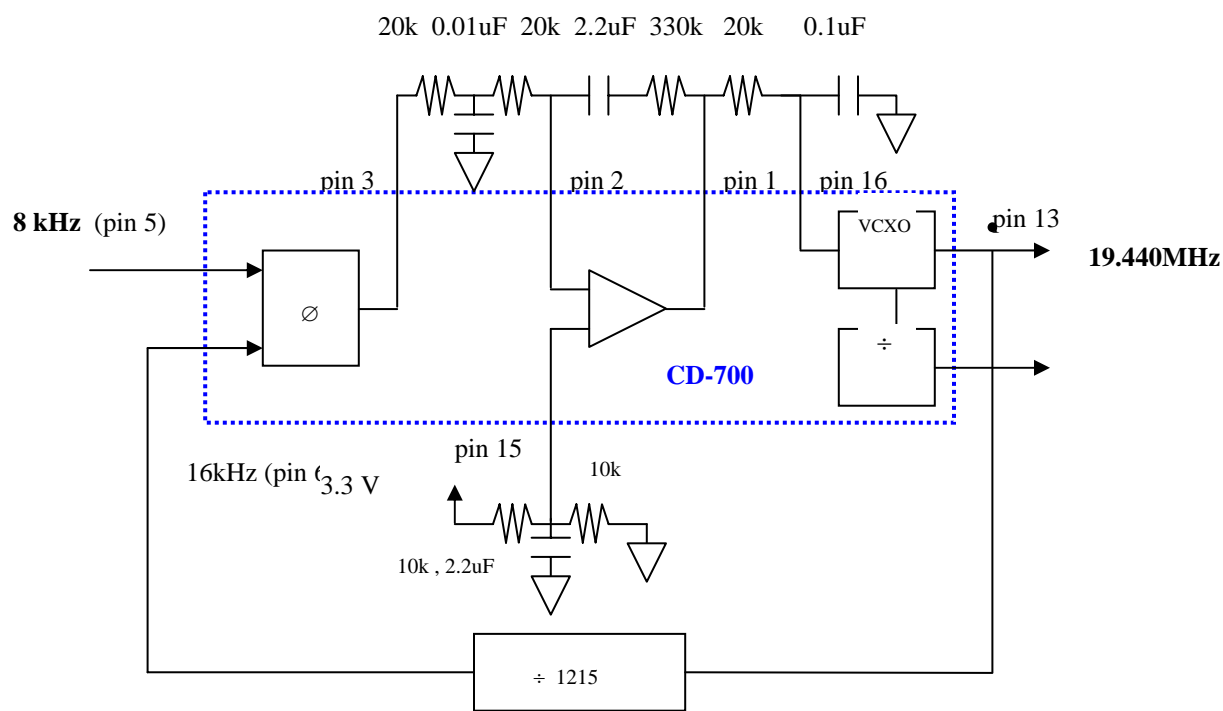 20k 0.01uF 20k 2.2uF 330k 20k 0.1uF
pin 3
pin 2
pin 1
pin 16
8 kHz (pin 5)
VCXO
pin 13
19.440MHz
∅
÷
CD-700
pin 15
16kHz (pin
3.3 V
10k
10k , 2.2uF
÷ 1215